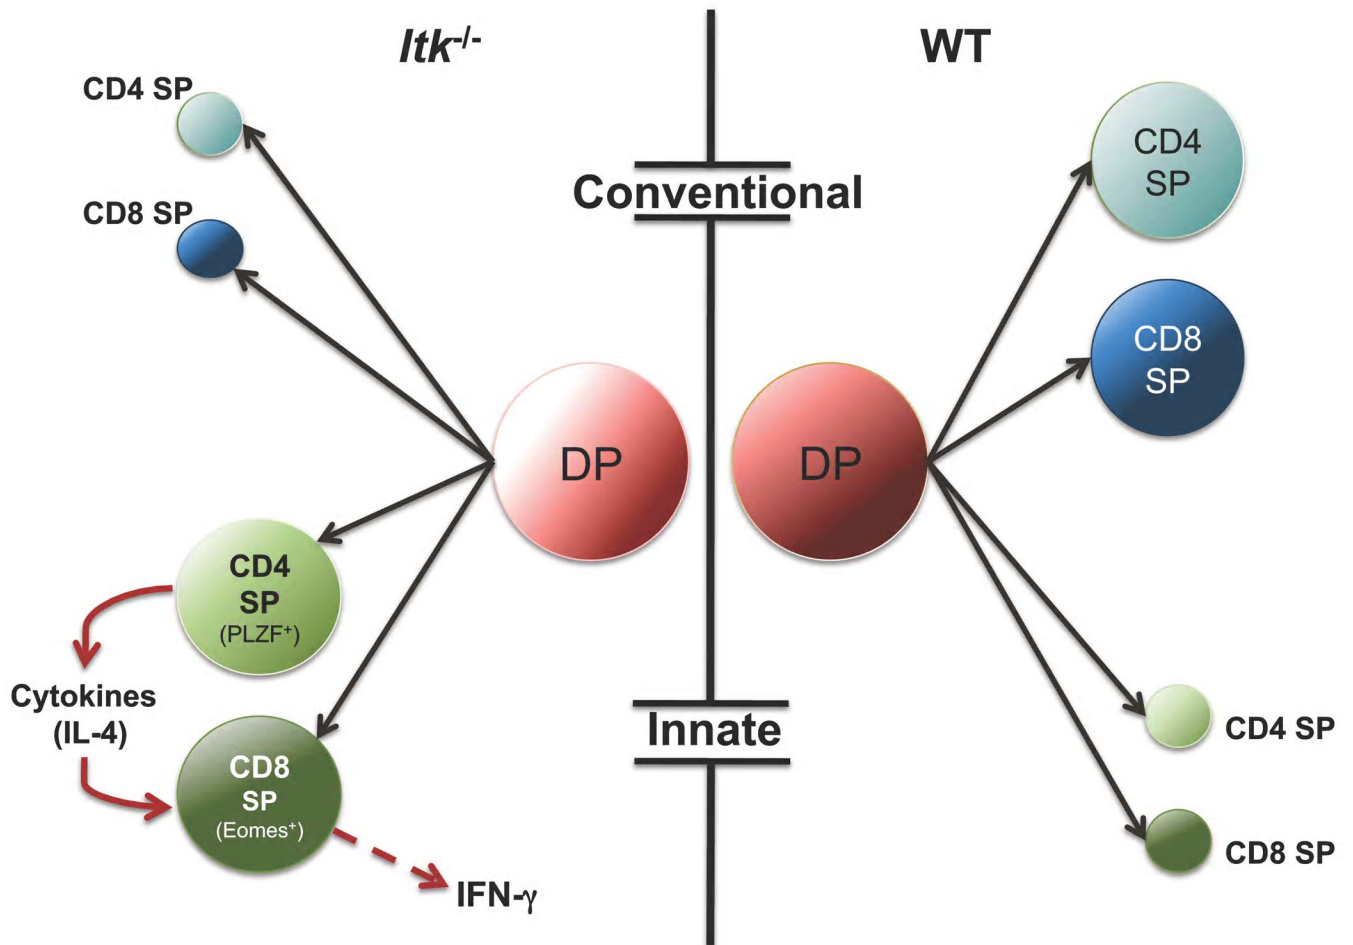 Itk-/-
WT
CD4 SP
CD8 SP
CD4
SP
CD8
SP
Conventional
DP
DP
CD4
SP
(PLZF+)
Cytokines
(IL-4)
CD8
SP
(Eomes+)
IFN-γ
Innate
CD4 SP
CD8 SP